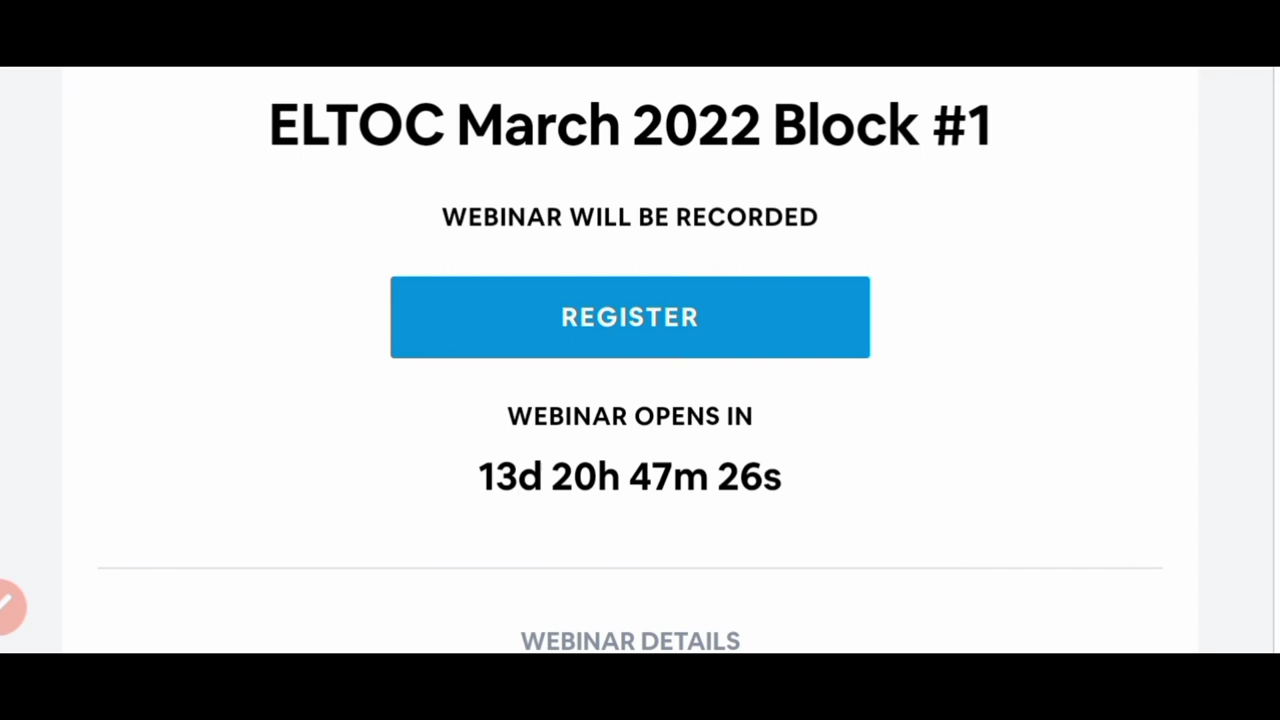 ELTOC March 2022 Block #1
WEBINAR WILL BE RECORDED
REGISTER
WEBINAR OPENS IN
13d 20h 47m 26s
WEBINAR DETAILS